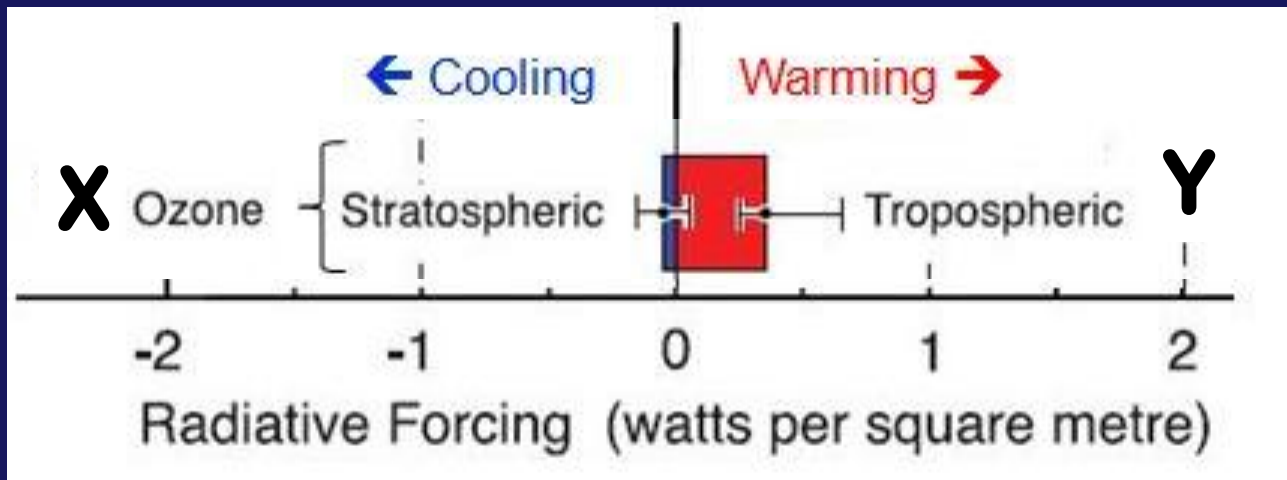 ← Cooling Warming →
X Ozone Stratospheric Tropospheric Y
-2 -1 0 1 2
Radiative Forcing (watts per square metre)